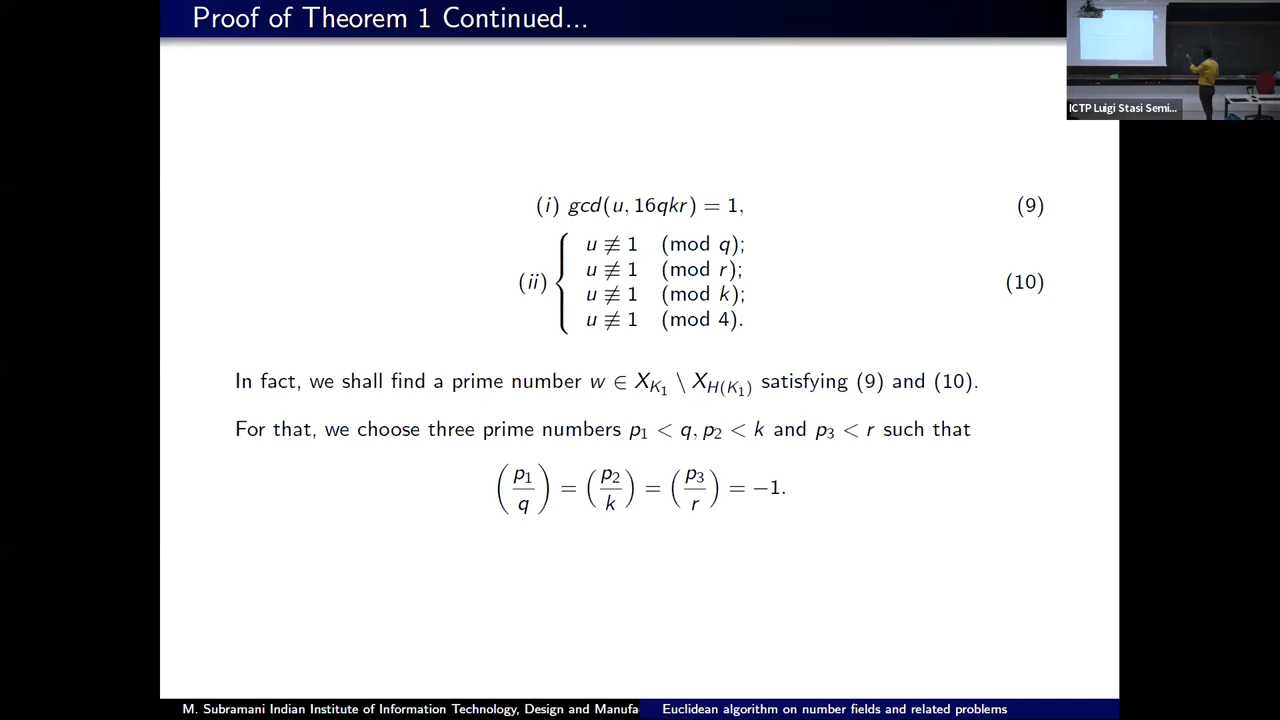 Proof of Theorem 1 Continued...
ICTP Luigi Stasi Semi...
(i) gcd(u, 16qkr) = 1, (9)
u ≢ 1 (mod q);
u ≢ 1 (mod r);
(ii) { (10)
u ≢ 1 (mod k);
u ≢ 1 (mod 4).
In fact, we shall find a prime number w ∈ X_{K_1} \ X_{H(K_1)} satisfying (9) and (10).
For that, we choose three prime numbers p_1 < q, p_2 < k and p_3 < r such that
(p_1/q) = (p_2/k) = (p_3/r) = −1.
M. Subramani Indian Institute of Information Technology, Design and Manufa
Euclidean algorithm on number fields and related problems